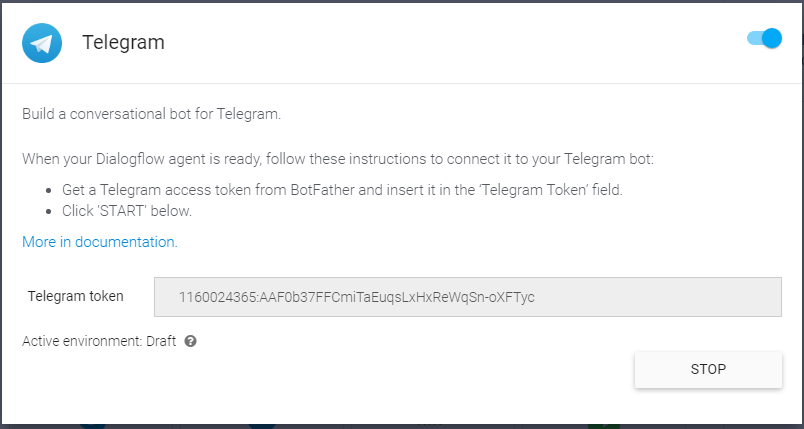 Telegram
Build a conversational bot for Telegram.
When your Dialogflow agent is ready, follow these instructions to connect it to your Telegram bot:
Get a Telegram access token from BotFather and insert it in the ‘Telegram Token’ field.
Click 'START' below.
More in documentation.
Telegram token 1160024365:AAF0b37FFCmiTaEuqsLxHxReWqSn-oXFTyc
Active environment: Draft
STOP